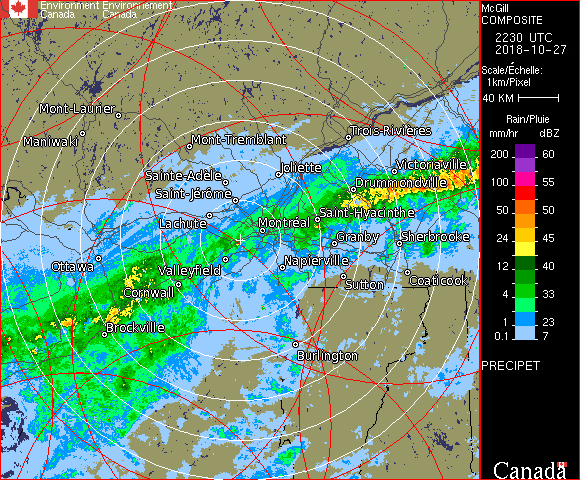 Environment Environnement
Canada Canada
McGill
COMPOSITE
2230 UTC
2018-10-27
Scale/Échelle:
1km/Pixel
40 KM
Rain/Pluie
mm/hr dBZ
200 60
100 55
50 50
24 45
12 40
4 33
1 23
0.1 7
PRECIPET
Canada
Mont-Laurier
Maniwaki
Mont-Tremblant
Trois-Rivières
Sainte-Adèle
Joliette
Victoriaville
Saint-Jérôme
Drummondville
Lachute
Montréal
Saint-Hyacinthe
Granby
Sherbrooke
Ottawa
Valleyfield
Napierville
Cornwall
Sutton
Coaticook
Brockville
Burlington